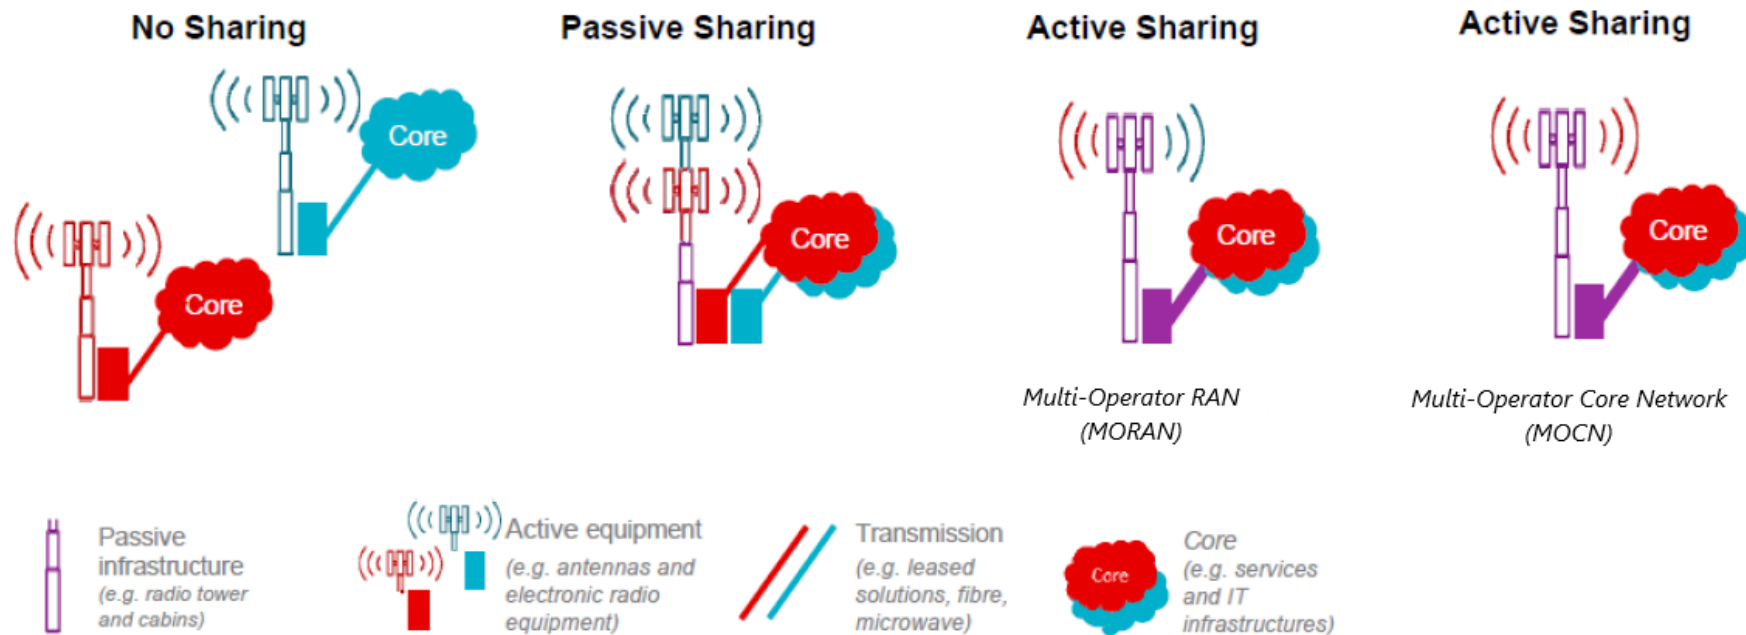 No Sharing
Passive Sharing
Active Sharing
Active Sharing
Core
Core
Core
Core
Core
Multi-Operator RAN
(MORAN)
Multi-Operator Core Network
(MOCN)
Passive
infrastructure
(e.g. radio tower
and cabins)
Active equipment
(e.g. antennas and
electronic radio
equipment)
Transmission
(e.g. leased
solutions, fibre,
microwave)
Core
Core
(e.g. services
and IT
infrastructures)